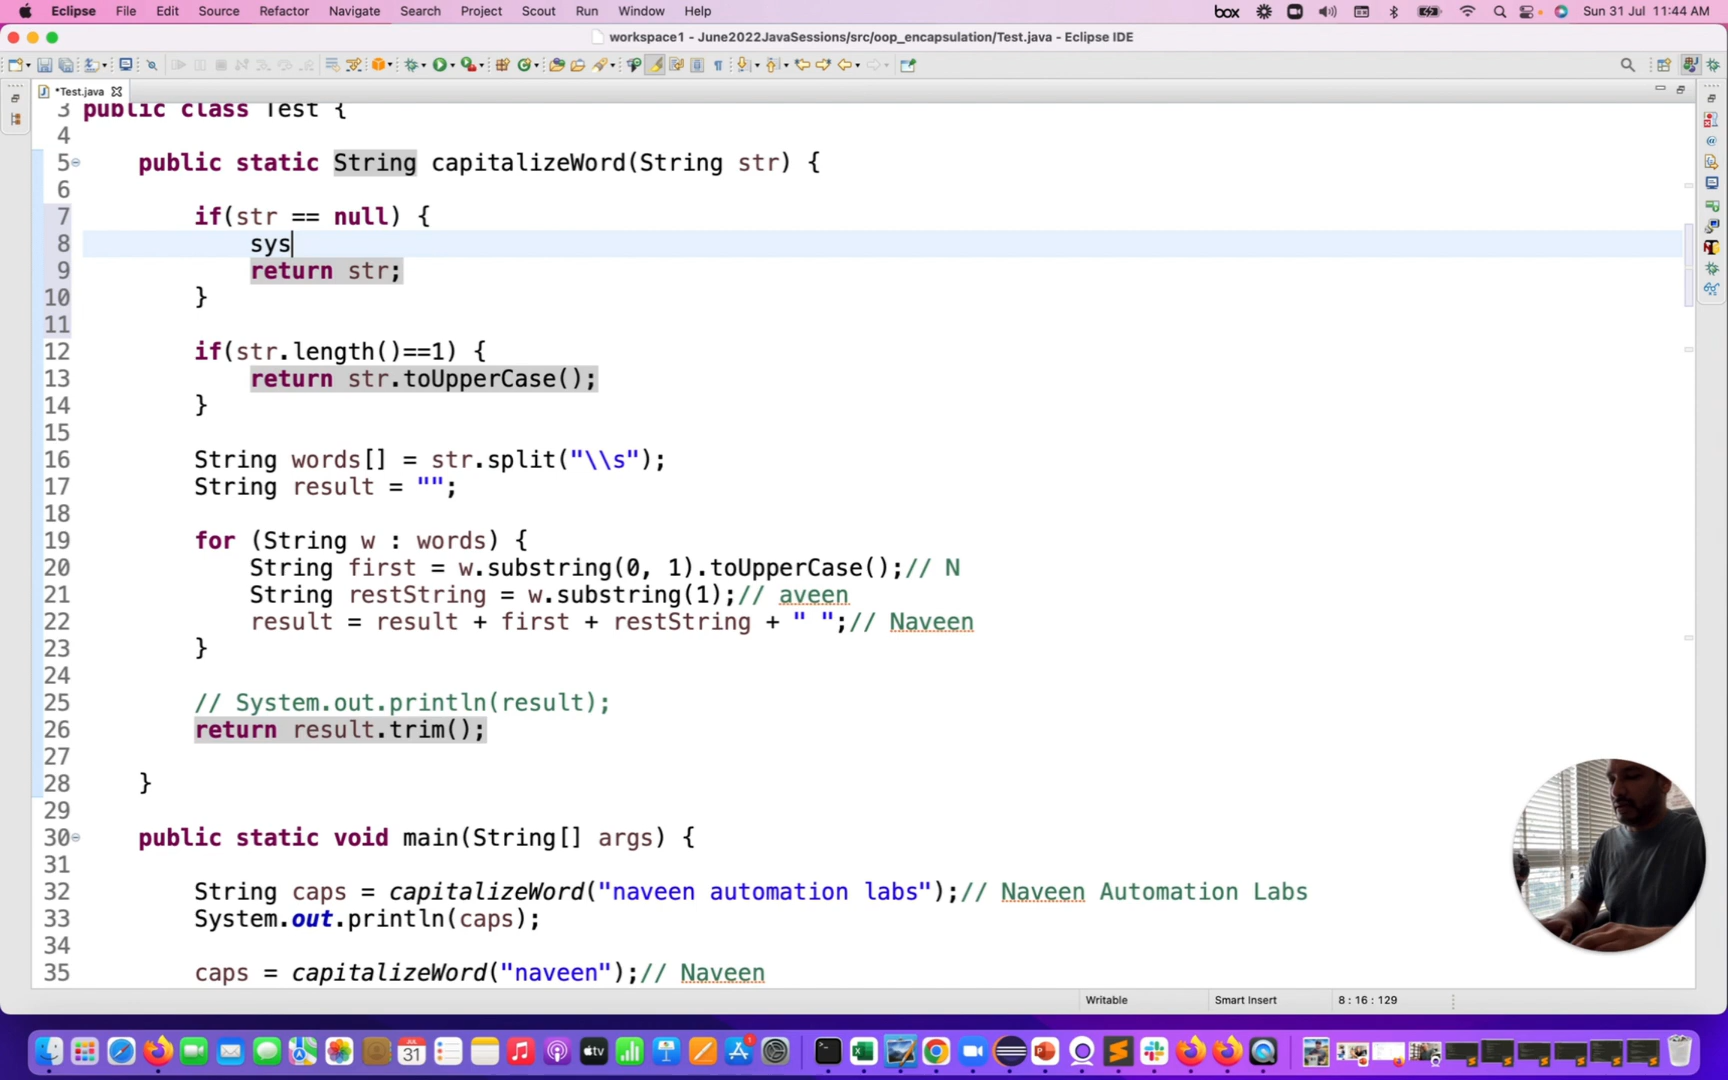 Eclipse File Edit Source Refactor Navigate Search Project Scout Run Window Help box Sun 31 Jul 11:44 AM
workspace1 - June2022JavaSessions/src/oop_encapsulation/Test.java - Eclipse IDE
*Test.java
3 public class Test {
4
5 public static String capitalizeWord(String str) {
6
7 if(str == null) {
8 sys
9 return str;
10 }
11
12 if(str.length()==1) {
13 return str.toUpperCase();
14 }
15
16 String words[] = str.split("\\s");
17 String result = "";
18
19 for (String w : words) {
20 String first = w.substring(0, 1).toUpperCase();// N
21 String restString = w.substring(1);// aveen
22 result = result + first + restString + " ";// Naveen
23 }
24
25 // System.out.println(result);
26 return result.trim();
27
28 }
29
30 public static void main(String[] args) {
31
32 String caps = capitalizeWord("naveen automation labs");// Naveen Automation Labs
33 System.out.println(caps);
34
35 caps = capitalizeWord("naveen");// Naveen
Writable Smart Insert 8 : 16 : 129